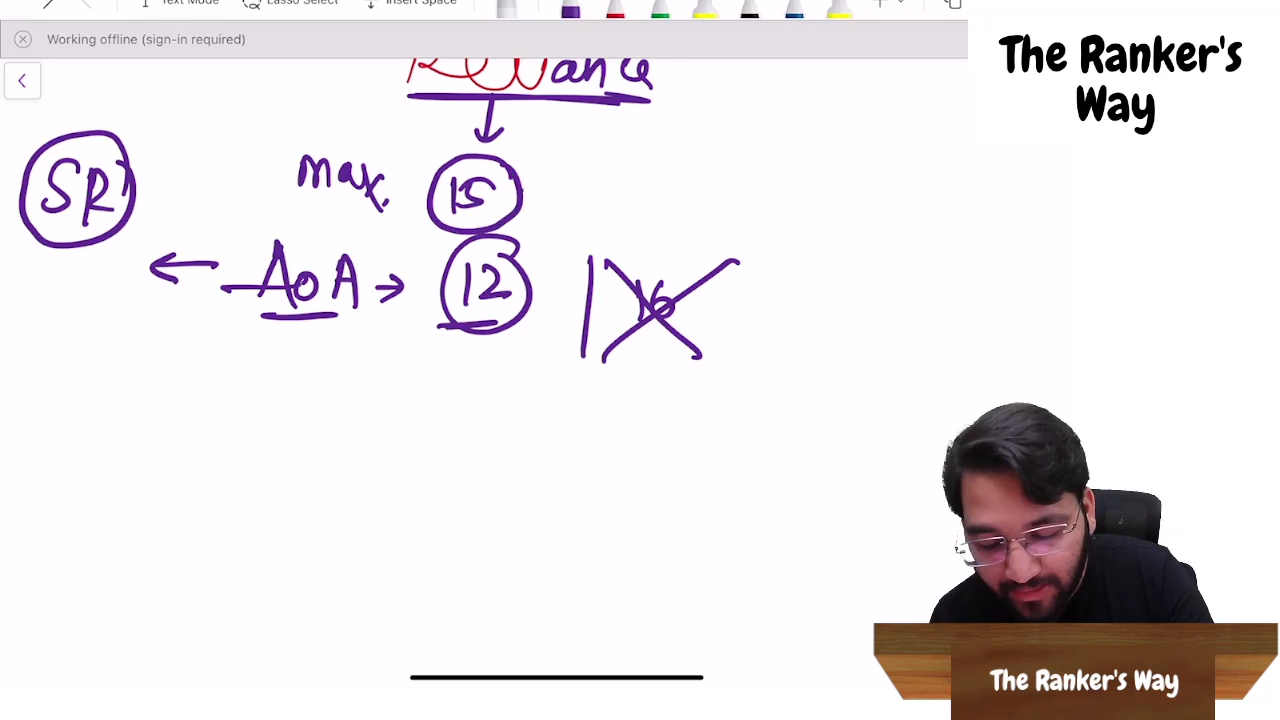 Text Mode
Lasso Select
Insert Space
Working offline (sign-in required)
The Ranker's
Way
SR
max.
15
AOA
12
16
The Ranker's Way